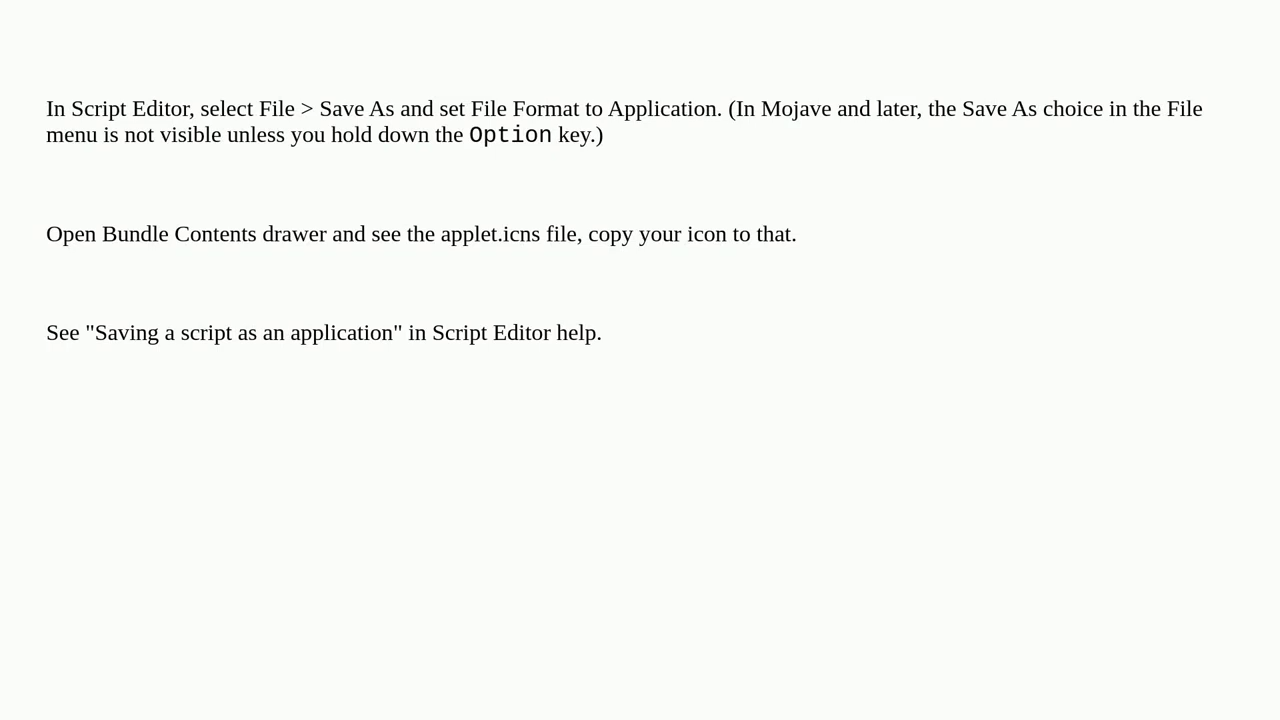 In Script Editor, select File > Save As and set File Format to Application. (In Mojave and later, the Save As choice in the File
menu is not visible unless you hold down the Option key.)
Open Bundle Contents drawer and see the applet.icns file, copy your icon to that.
See "Saving a script as an application" in Script Editor help.